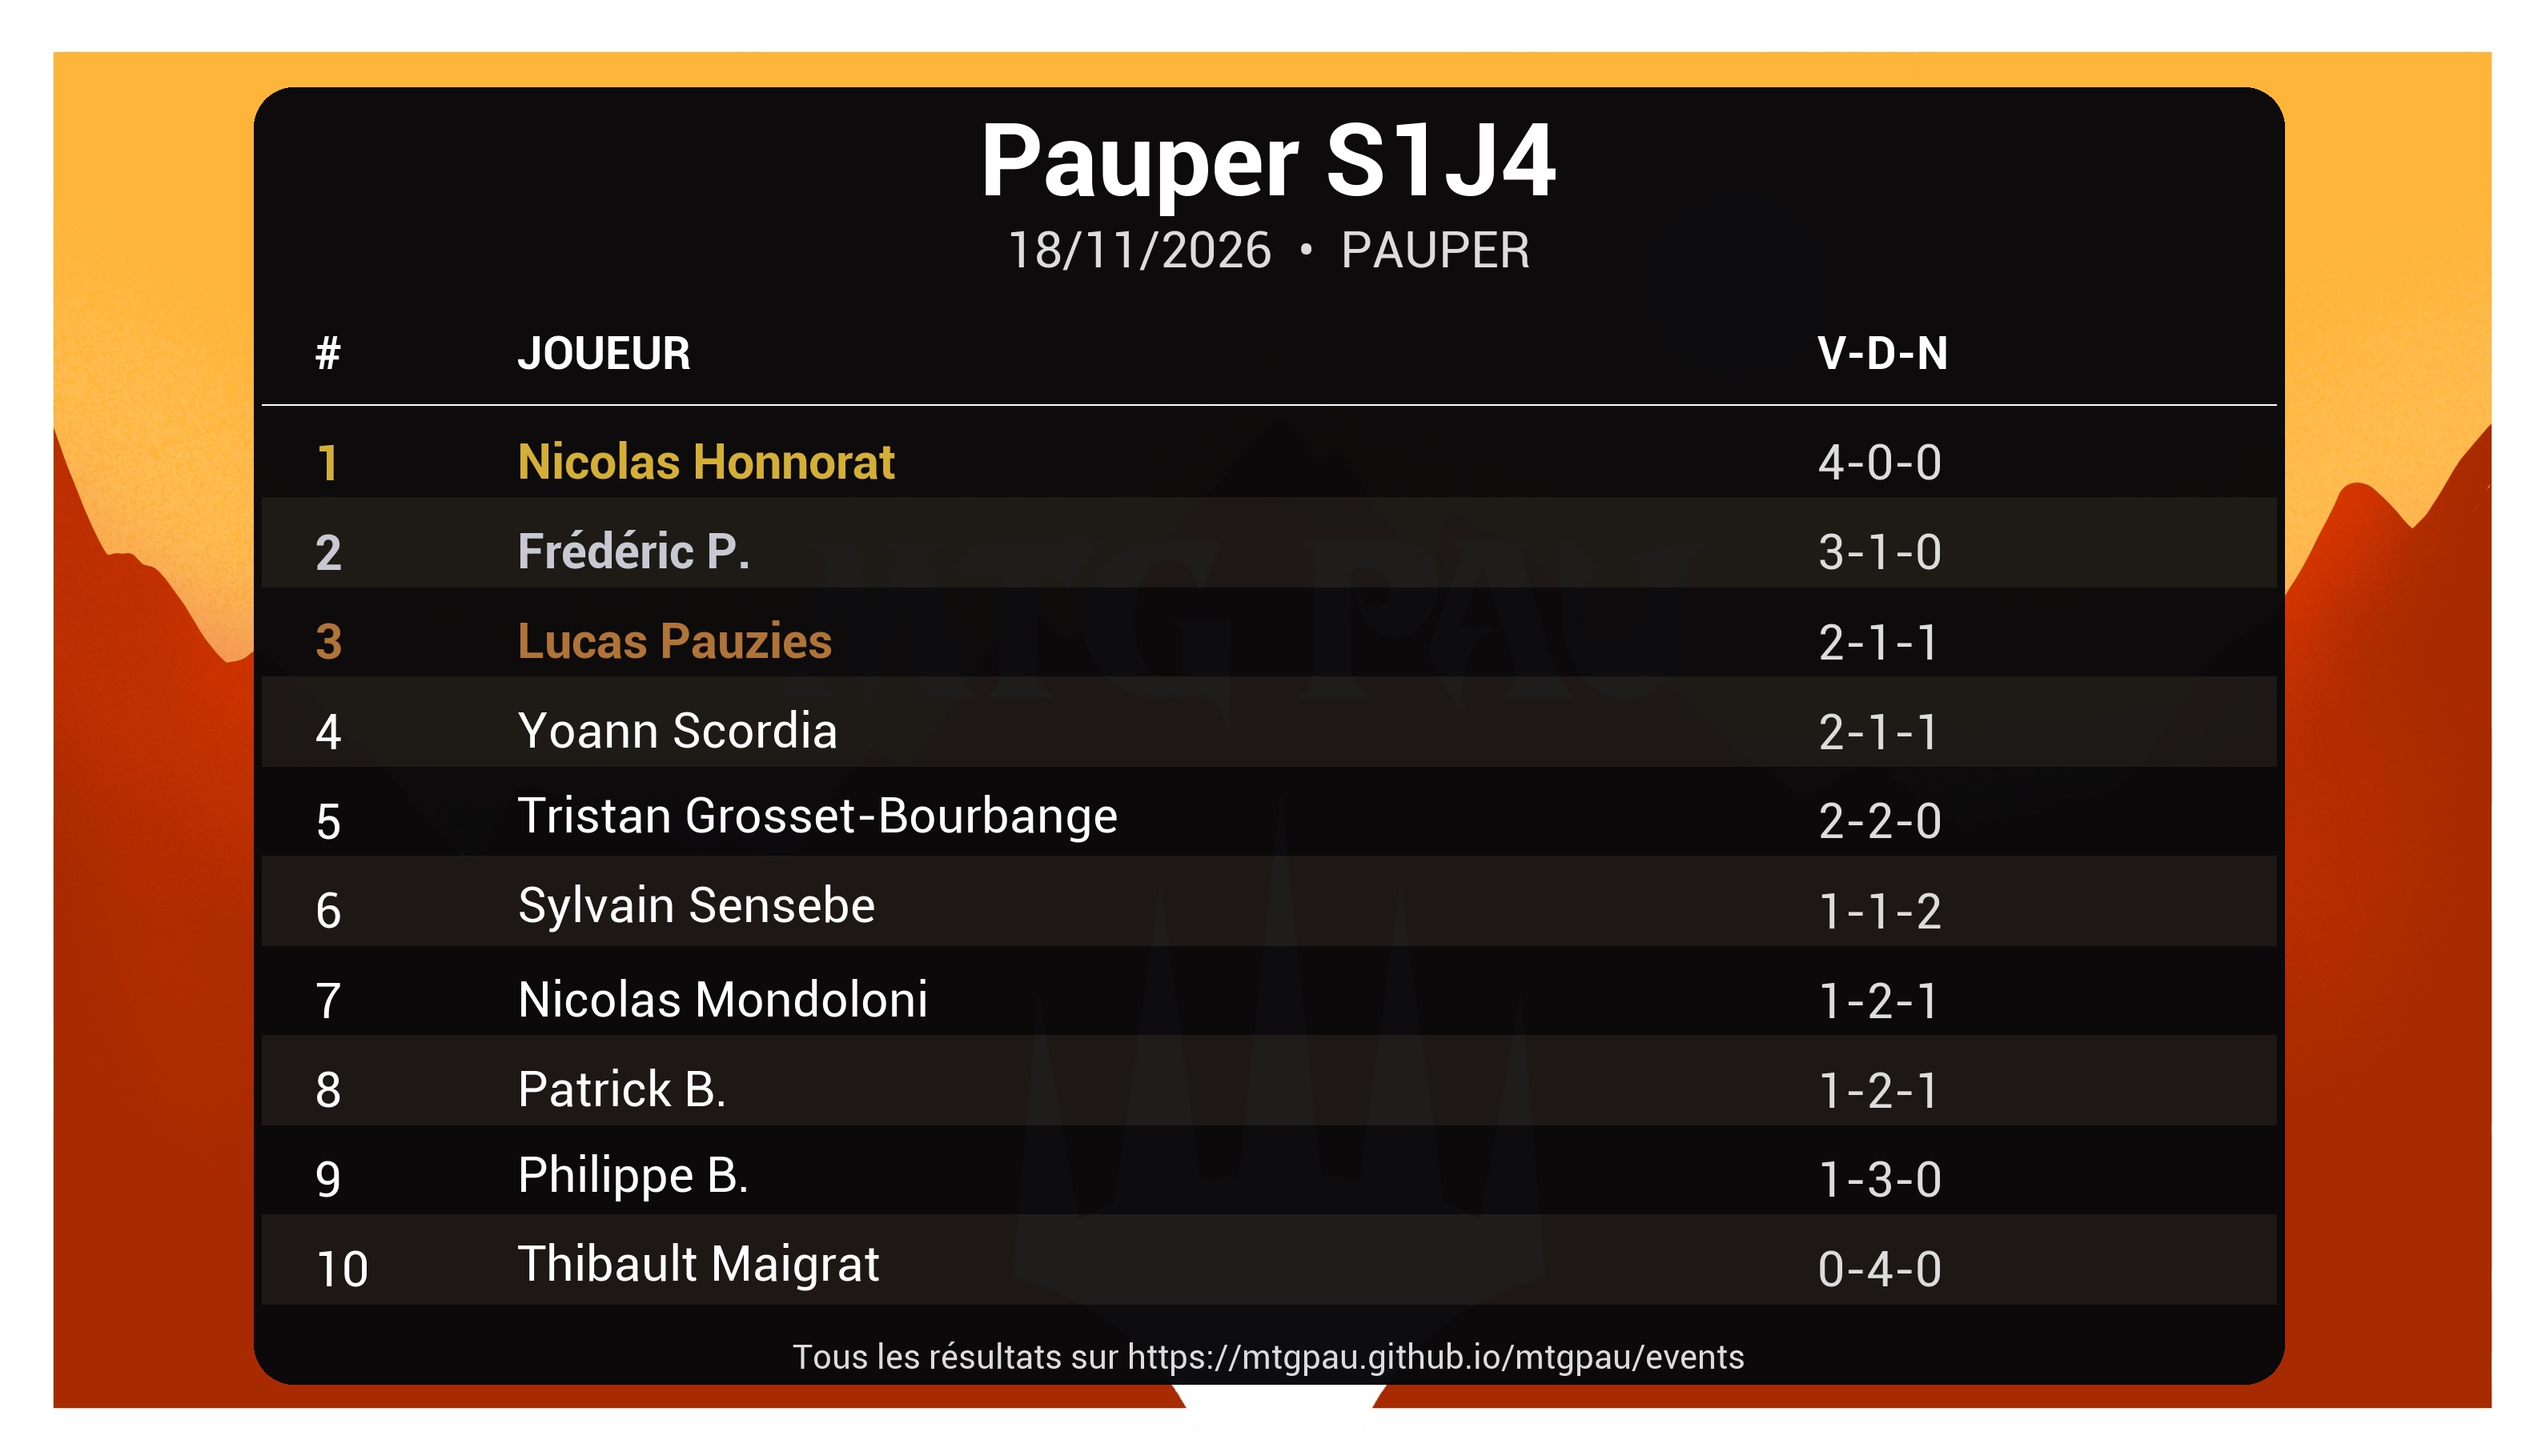 Pauper S1J4
18/11/2026 • PAUPER
# JOUEUR V-D-N
1 Nicolas Honnorat 4-0-0
2 Frédéric P. 3-1-0
3 Lucas Pauzies 2-1-1
4 Yoann Scordia 2-1-1
5 Tristan Grosset-Bourbange 2-2-0
6 Sylvain Sensebe 1-1-2
7 Nicolas Mondoloni 1-2-1
8 Patrick B. 1-2-1
9 Philippe B. 1-3-0
10 Thibault Maigrat 0-4-0
MTG PAU
Tous les résultats sur https://mtgpau.github.io/mtgpau/events